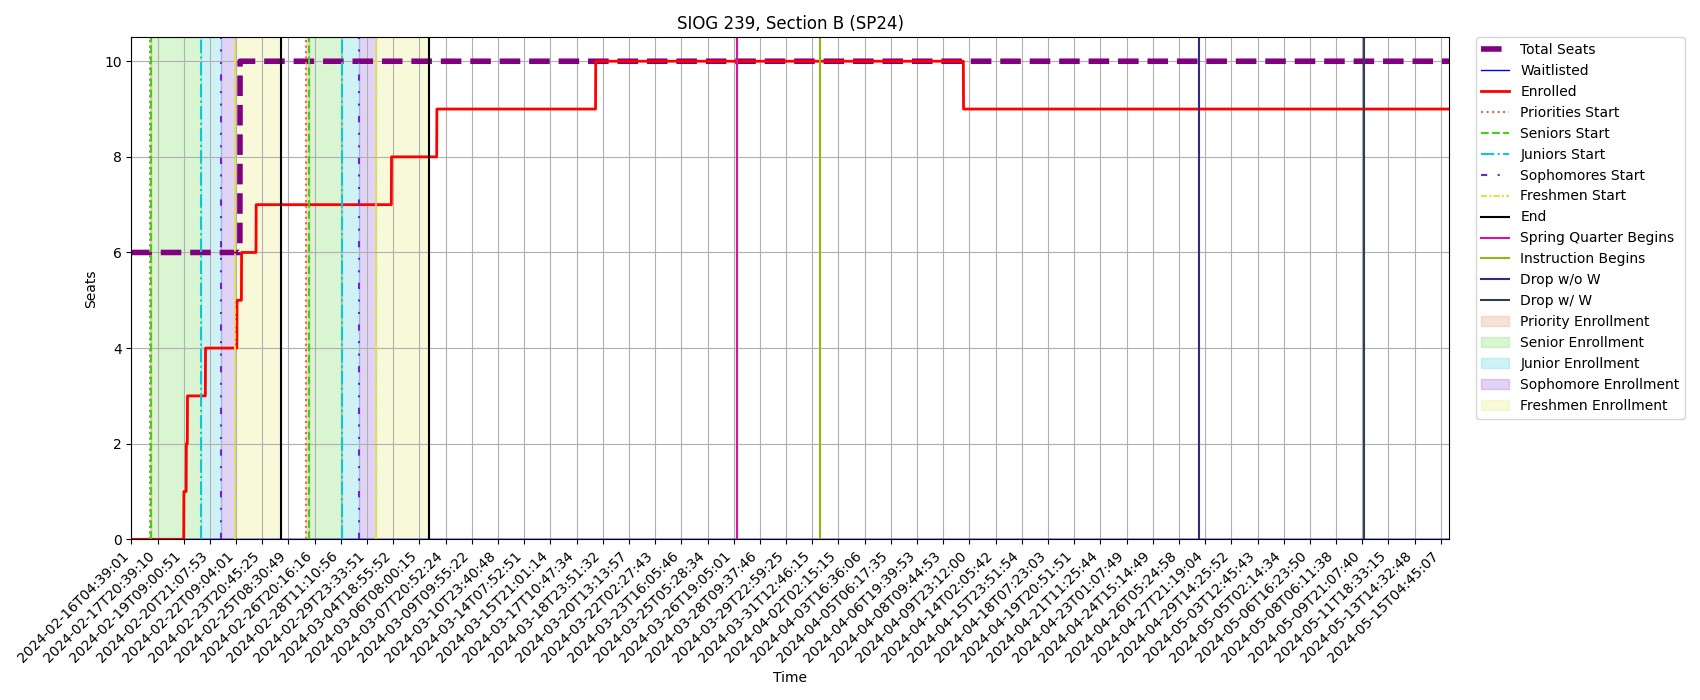 SIOG 239, Section B (SP24)
Seats
10
8
6
4
2
0
2024-02-16T04:39:01
2024-02-17T20:39:10
2024-02-19T09:00:51
2024-02-20T21:07:53
2024-02-22T09:04:01
2024-02-23T20:45:25
2024-02-25T08:30:49
2024-02-26T20:16:16
2024-02-28T11:10:56
2024-02-29T23:33:51
2024-03-04T18:55:52
2024-03-06T08:00:15
2024-03-07T20:52:24
2024-03-09T09:55:22
2024-03-10T23:40:48
2024-03-14T07:52:51
2024-03-15T21:01:14
2024-03-17T10:47:34
2024-03-18T23:51:32
2024-03-20T13:13:57
2024-03-22T02:27:43
2024-03-23T16:05:46
2024-03-25T05:28:34
2024-03-26T19:05:01
2024-03-28T09:37:46
2024-03-29T22:59:25
2024-03-31T12:46:15
2024-04-02T02:15:15
2024-04-03T16:36:06
2024-04-05T06:17:35
2024-04-06T19:39:53
2024-04-08T09:44:53
2024-04-09T23:12:00
2024-04-14T02:05:42
2024-04-15T23:51:54
2024-04-18T07:23:03
2024-04-19T20:51:51
2024-04-21T11:25:44
2024-04-23T01:07:49
2024-04-24T15:14:49
2024-04-26T05:24:58
2024-04-27T21:19:04
2024-04-29T14:25:52
2024-05-03T12:45:43
2024-05-05T02:14:34
2024-05-06T16:23:50
2024-05-08T06:11:38
2024-05-09T21:07:40
2024-05-11T18:33:15
2024-05-13T14:32:48
2024-05-15T04:45:07
Time
Total Seats
Waitlisted
Enrolled
Priorities Start
Seniors Start
Juniors Start
Sophomores Start
Freshmen Start
End
Spring Quarter Begins
Instruction Begins
Drop w/o W
Drop w/ W
Priority Enrollment
Senior Enrollment
Junior Enrollment
Sophomore Enrollment
Freshmen Enrollment